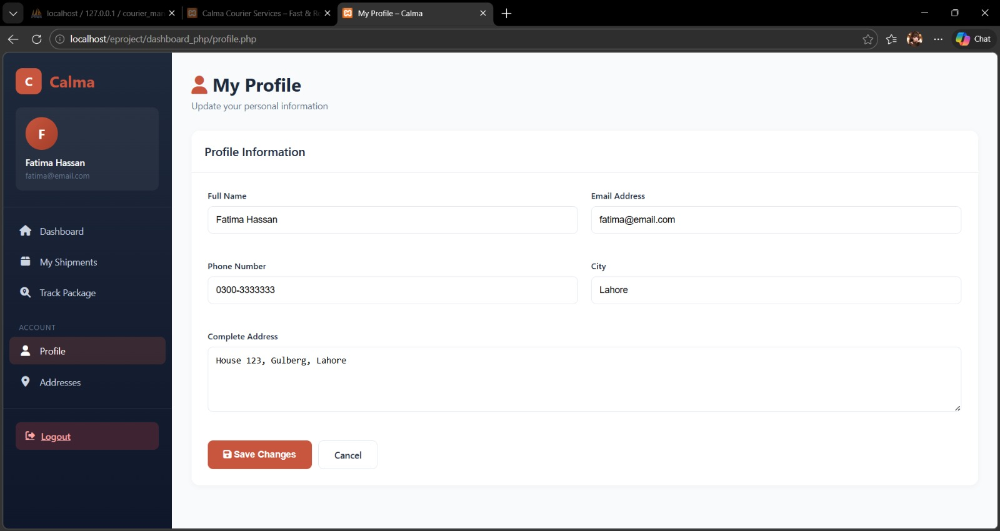 localhost / 127.0.0.1 / courier_man
Calma Courier Services – Fast & Re
My Profile – Calma
localhost/eproject/dashboard_php/profile.php
Chat
C
Calma
F
Fatima Hassan
fatima@email.com
Dashboard
My Shipments
Track Package
ACCOUNT
Profile
Addresses
Logout
My Profile
Update your personal information
Profile Information
Full Name
Email Address
Fatima Hassan
fatima@email.com
Phone Number
City
0300-3333333
Lahore
Complete Address
House 123, Gulberg, Lahore
Save Changes
Cancel